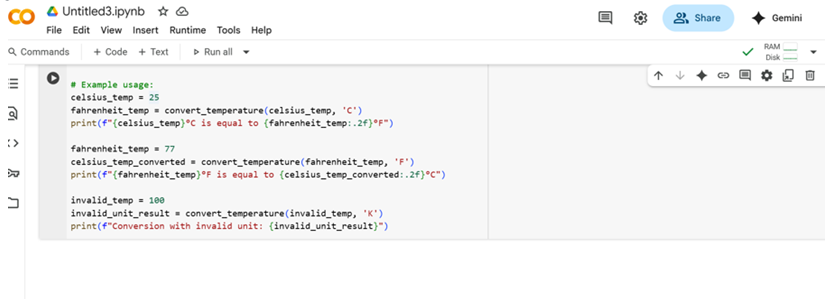 CO Untitled3.ipynb
File Edit View Insert Runtime Tools Help
Share
Gemini
Commands + Code + Text Run all
RAM
Disk
# Example usage:
celsius_temp = 25
fahrenheit_temp = convert_temperature(celsius_temp, 'C')
print(f"{celsius_temp}°C is equal to {fahrenheit_temp:.2f}°F")
fahrenheit_temp = 77
celsius_temp_converted = convert_temperature(fahrenheit_temp, 'F')
print(f"{fahrenheit_temp}°F is equal to {celsius_temp_converted:.2f}°C")
invalid_temp = 100
invalid_unit_result = convert_temperature(invalid_temp, 'K')
print(f"Conversion with invalid unit: {invalid_unit_result}")